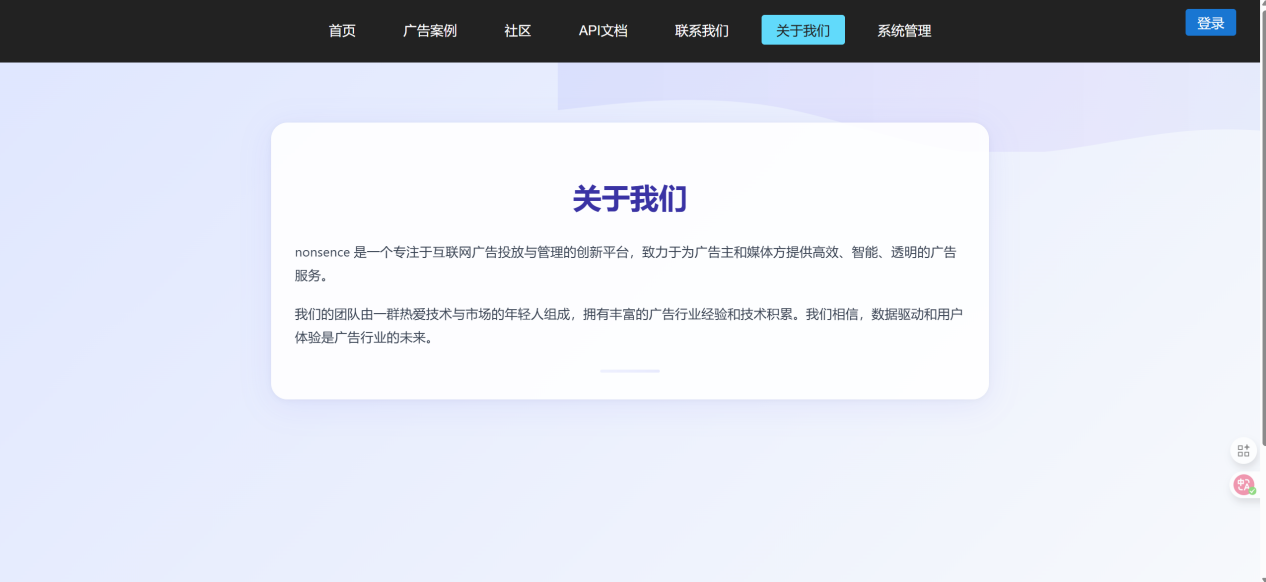 首页 广告案例 社区 API文档 联系我们 关于我们 系统管理 登录
关于我们
nonsence 是一个专注于互联网广告投放与管理的创新平台，致力于为广告主和媒体方提供高效、智能、透明的广告
服务。
我们的团队由一群热爱技术与市场的年轻人组成，拥有丰富的广告行业经验和技术积累。我们相信，数据驱动和用户
体验是广告行业的未来。